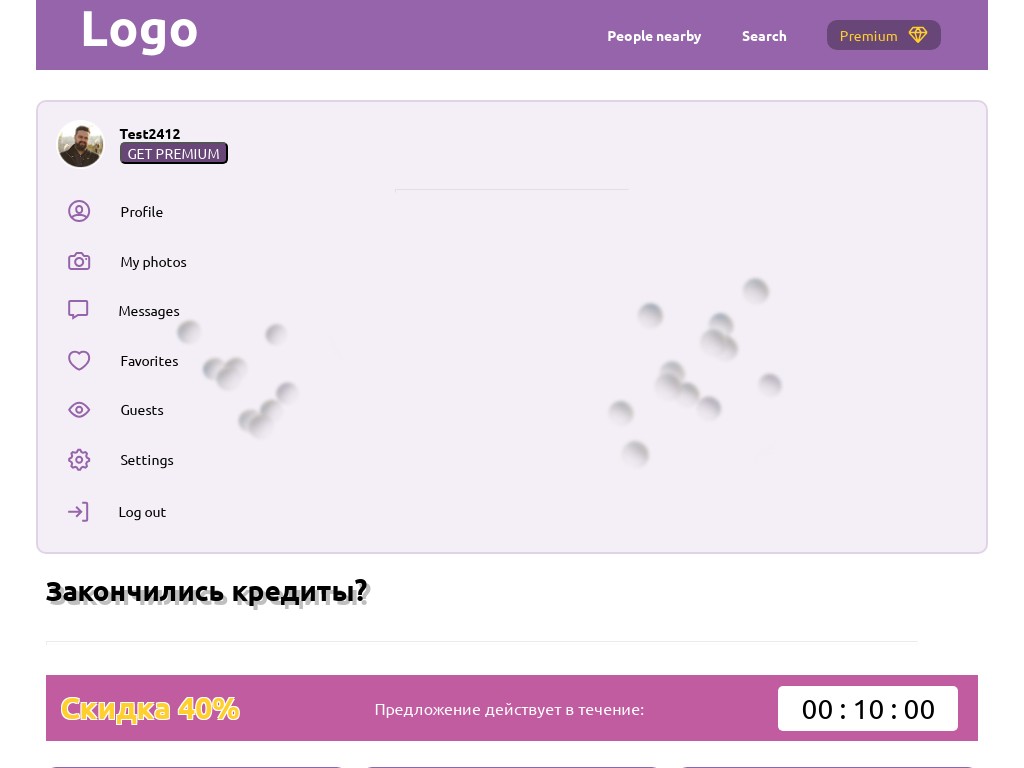 Logo
People nearby
Search
Premium
Test2412
GET PREMIUM
Profile
My photos
Messages
Favorites
Guests
Settings
Log out
Закончились кредиты?
Скидка 40%
Предложение действует в течение:
00 : 10 : 00